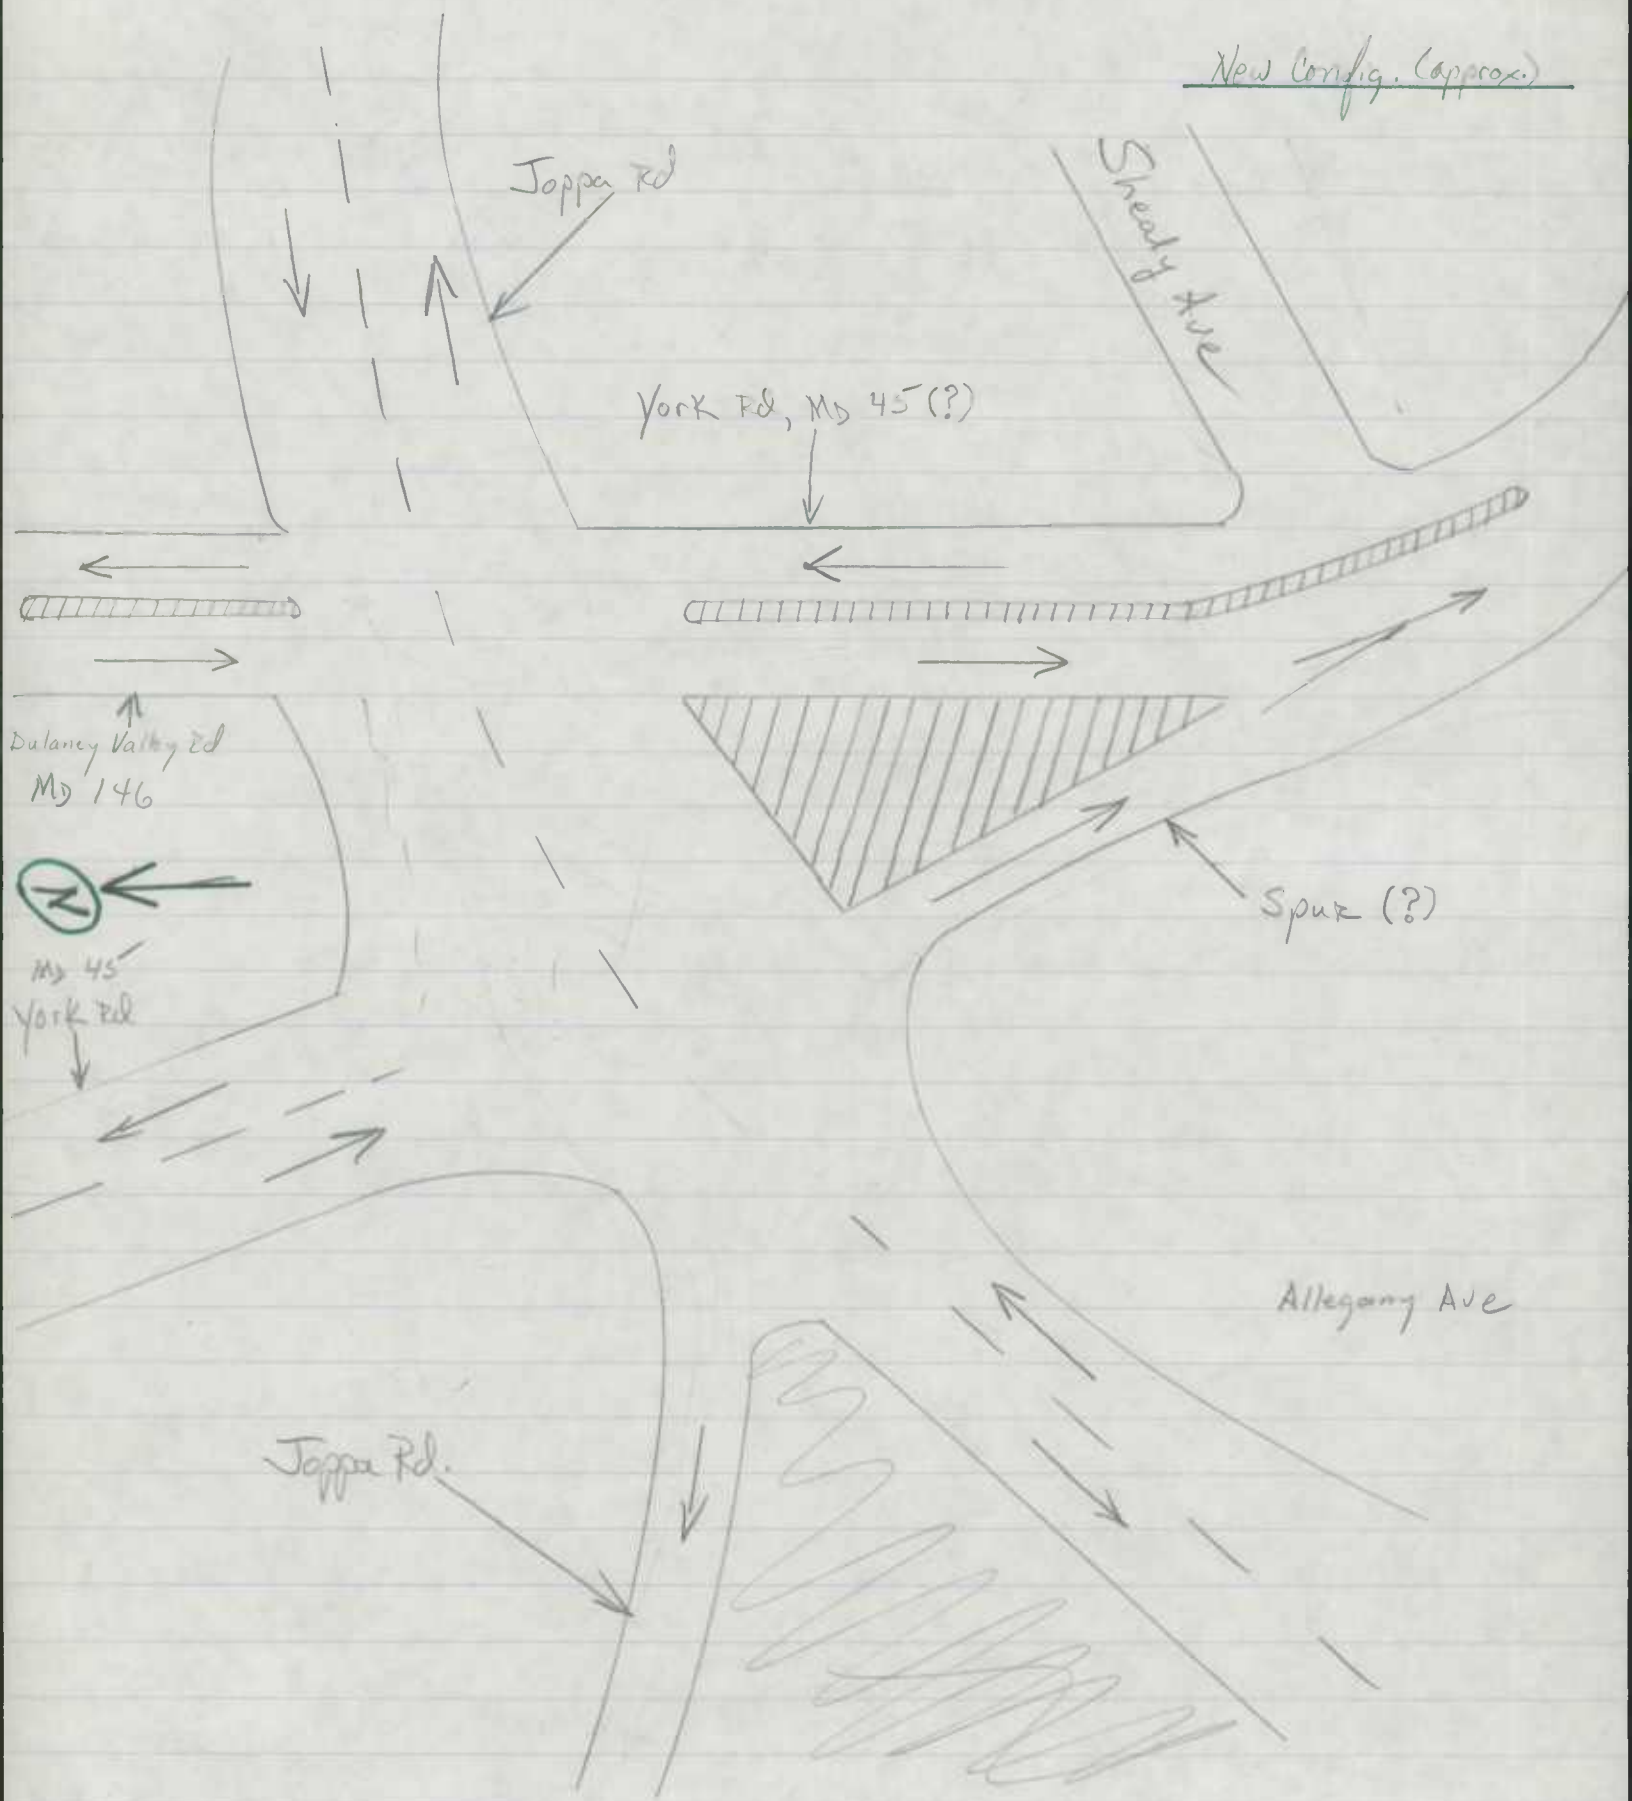 New Config. (approx.)
Joppa Rd
Shealy Ave
York Rd, MD 45 (?)
Dulaney Valley Rd
MD 146
N
Spur (?)
MD 45
York Rd
Allegany Ave
Joppa Rd.